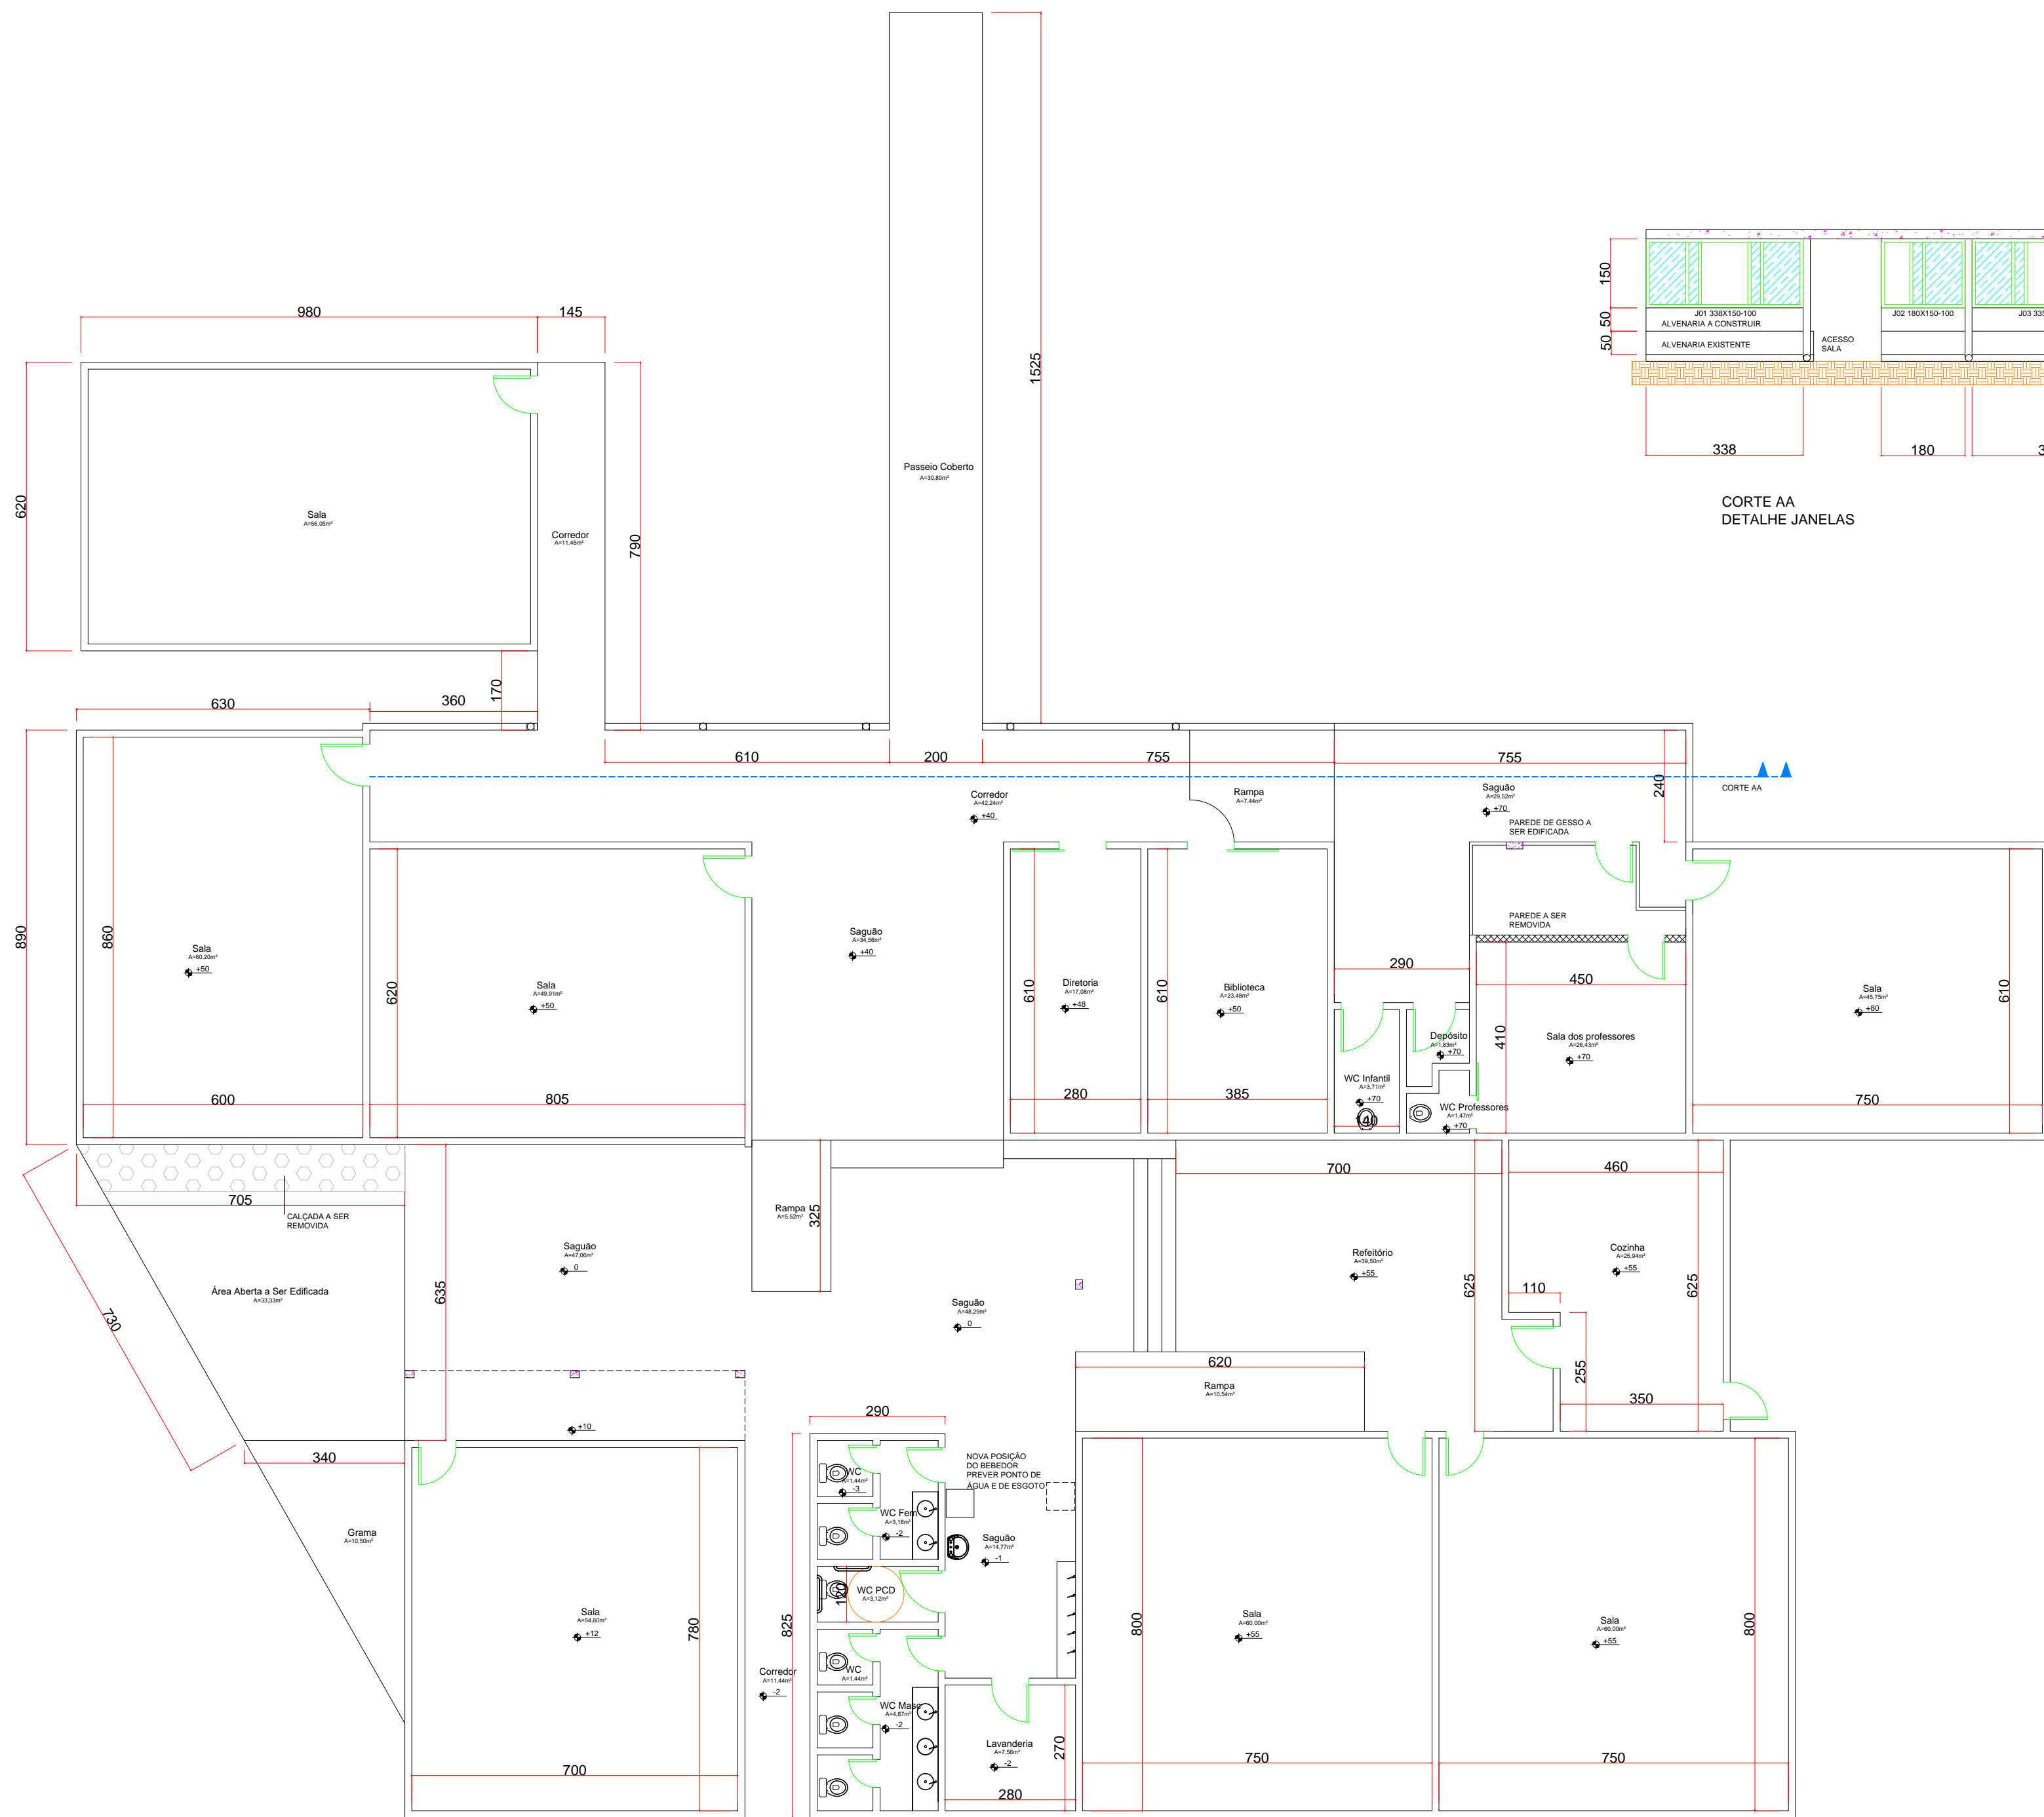 1525
150
50
50
J01 338X150-100
J02 180X150-100
J03 335
ALVENARIA A CONSTRUIR
ALVENARIA EXISTENTE
ACESSO
SALA
338
180
3
CORTE AA
DETALHE JANELAS
980
145
620
Sala
A=56,05m²
Corredor
A=11,45m²
790
Passeio Coberto
A=30,80m²
170
630
360
610
200
755
755
240
CORTE AA
890
860
Sala
A=60,20m²
+50
600
620
Sala
A=49,91m²
+50
805
Corredor
A=42,24m²
+40
Rampa
A=7,44m²
Saguão
A=29,52m²
+70
PAREDE DE GESSO A
SER EDIFICADA
PAREDE A SER
REMOVIDA
Saguão
A=34,56m²
+40
610
Diretoria
A=17,08m²
+48
280
610
Biblioteca
A=23,48m²
+50
385
290
450
410
Depósito
A=1,83m²
+70
Sala dos professores
A=26,43m²
+70
WC Infantil
A=3,71m²
+70
140
WC Professores
A=1,47m²
+70
Sala
A=45,75m²
+80
610
750
705
CALÇADA A SER
REMOVIDA
730
Área Aberta a Ser Edificada
A=33,33m²
635
Saguão
A=47,06m²
0
Rampa
A=5,52m²
325
Saguão
A=48,29m²
0
700
Refeitório
A=39,50m²
+55
625
460
Cozinha
A=25,94m²
+55
625
110
255
350
620
Rampa
A=10,54m²
+10
340
Grama
A=10,50m²
Sala
A=54,60m²
+12
780
700
290
825
Corredor
A=11,44m²
-2
WC
A=1,44m²
-3
WC Fem
A=3,18m²
-2
NOVA POSIÇÃO
DO BEBEDOR
PREVER PONTO DE
ÁGUA E DE ESGOTO
Saguão
A=14,77m²
-1
WC PCD
A=3,12m²
120
WC
A=1,44m²
WC Masc
A=4,87m²
-2
Lavanderia
A=7,56m²
-2
270
280
800
Sala
A=60,00m²
+55
750
Sala
A=60,00m²
+55
800
750